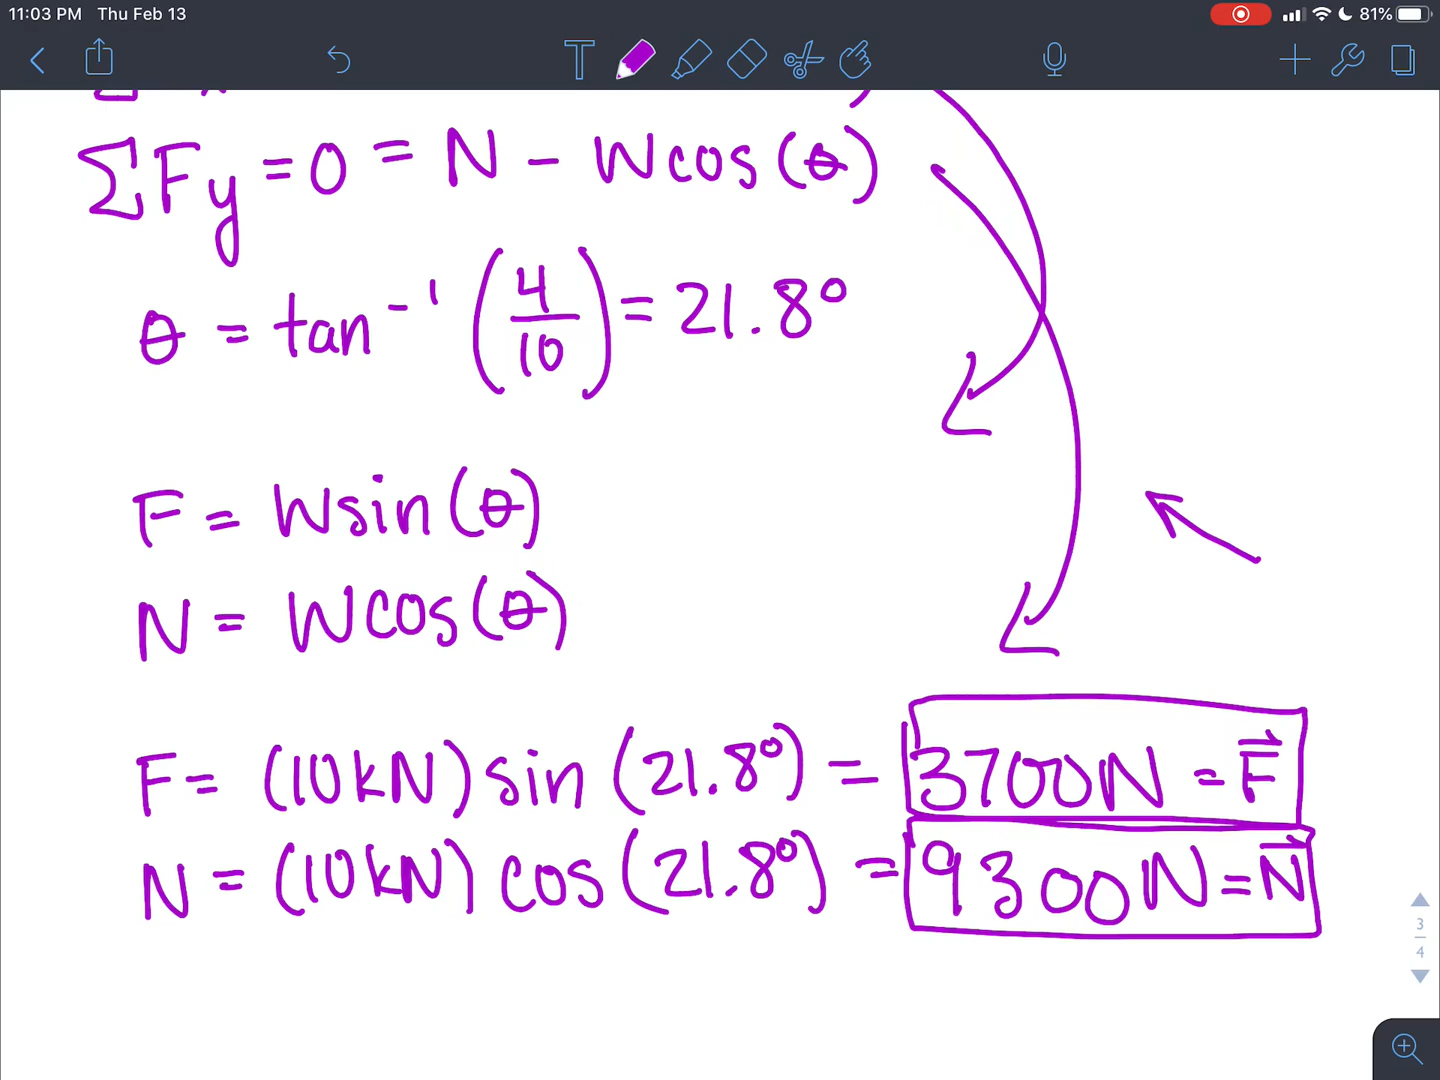 11:03 PM Thu Feb 13 81%
T
ΣFy = 0 = N - Wcos(θ)
θ = tan⁻¹(4/10) = 21.8°
F = Wsin(θ)
N = Wcos(θ)
F = (10kN) sin (21.8°) = 3700N = F⃗
N = (10kN) cos (21.8°) = 9300N = N⃗
3
4